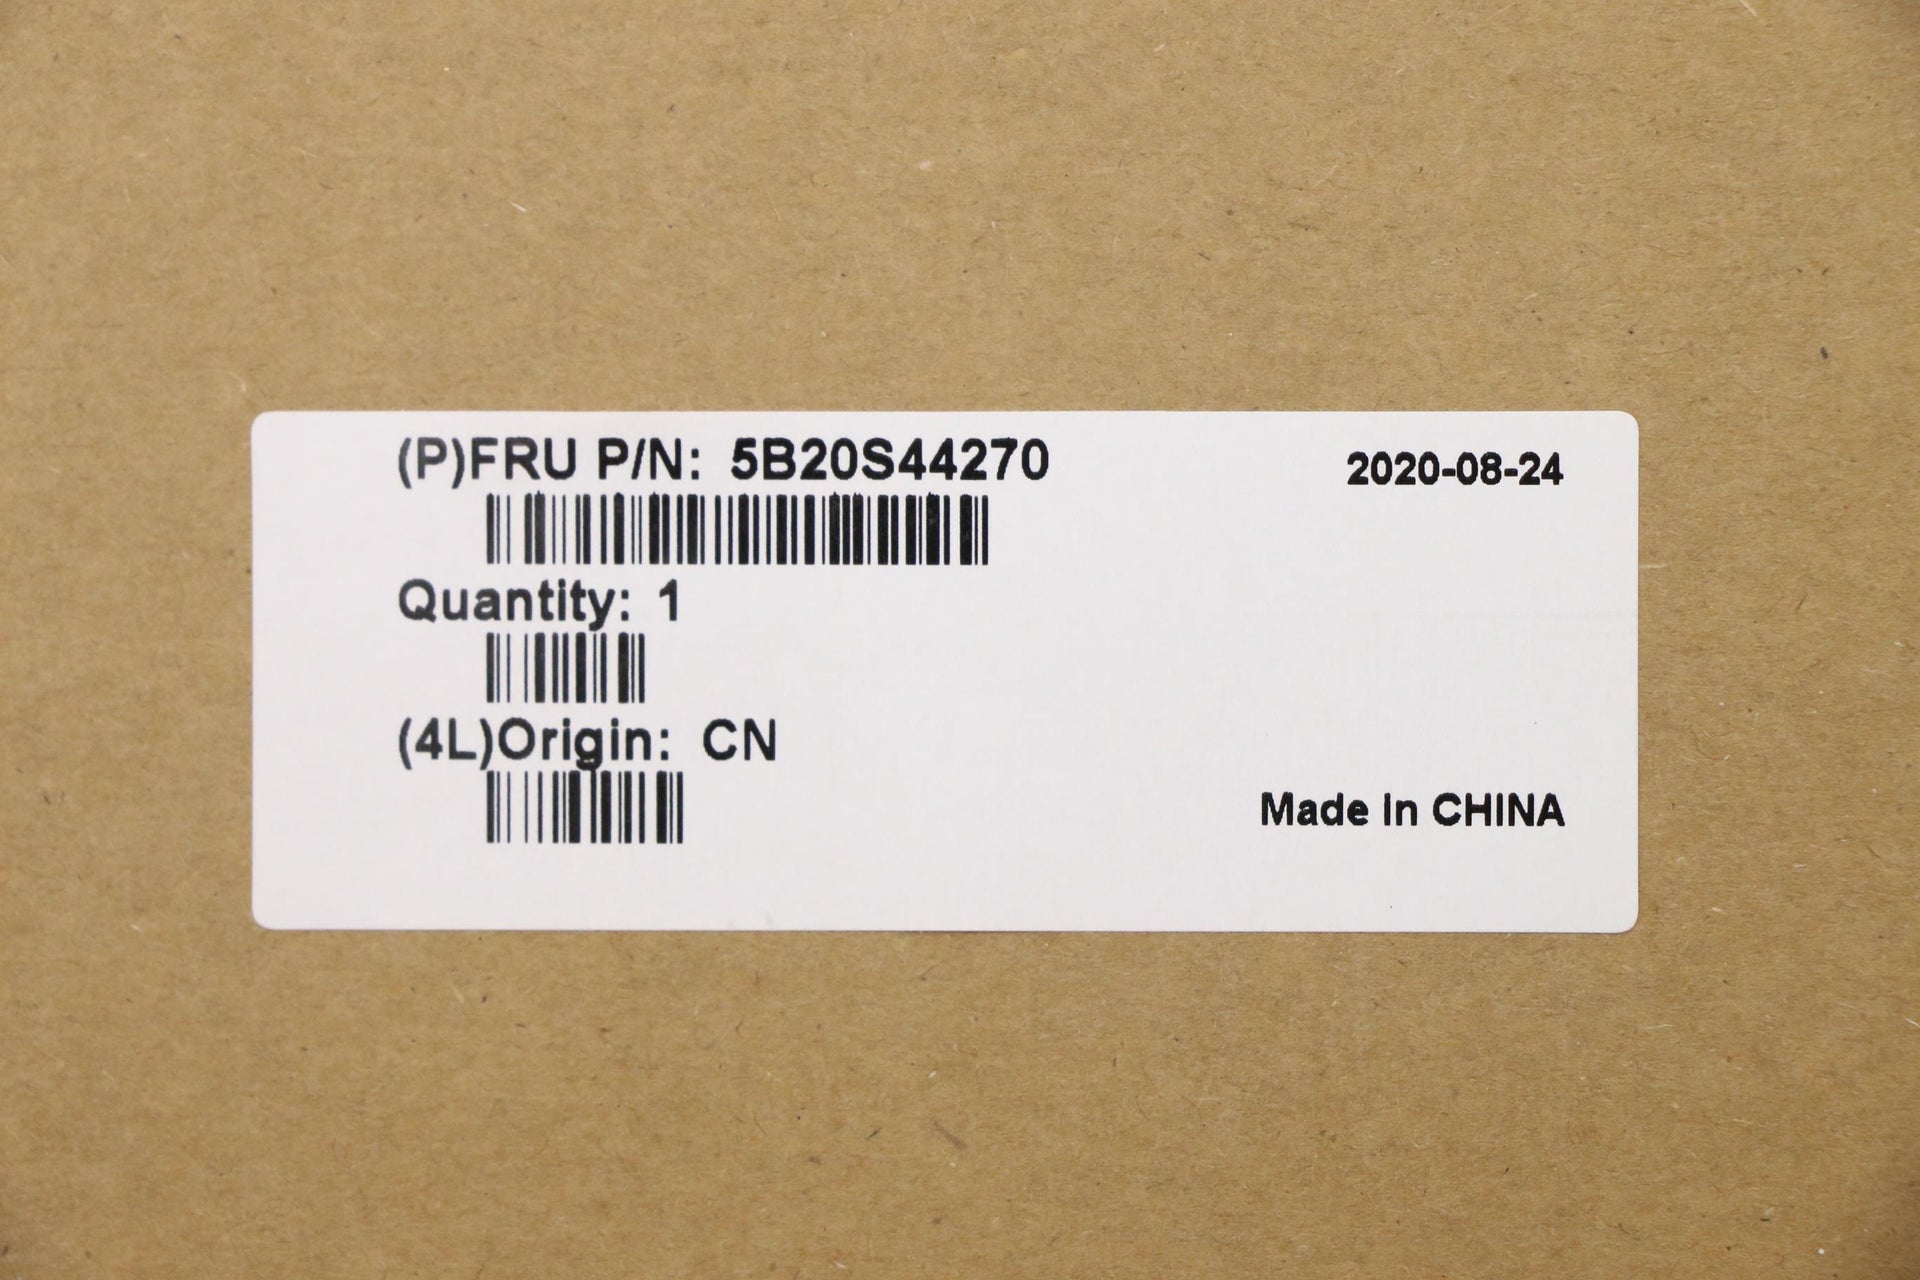 (P)FRU P/N: 5B20S44270
2020-08-24
Quantity: 1
(4L)Origin: CN
Made in CHINA